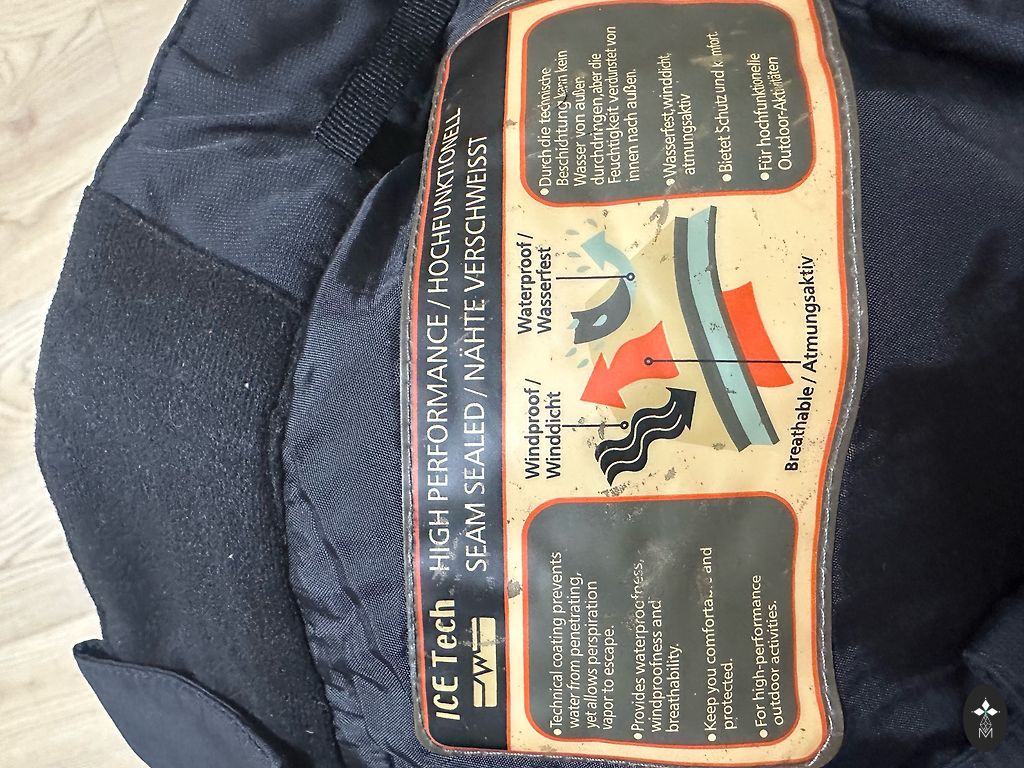 ICE Tech
HIGH PERFORMANCE / HOCHFUNKTIONELL
SEAM SEALED / NÄHTE VERSCHWEISST
• Technical coating prevents
water from penetrating,
yet allows perspiration
vapor to escape.
• Provides waterproofness,
windproofness and
breathability.
• Keep you comfortable and
protected.
• For high-performance
outdoor activities.
Windproof /
Winddicht
Waterproof /
Wasserfest
Breathable / Atmungsaktiv
• Durch die technische
Beschichtung kann kein
Wasser von außen
durchdringen, aber die
Feuchtigkeit verdunstet von
innen nach außen.
• Wasserfest, winddicht,
atmungsaktiv
• Bietet Schutz und Komfort
• Für hochfunktionelle
Outdoor-Aktivitäten